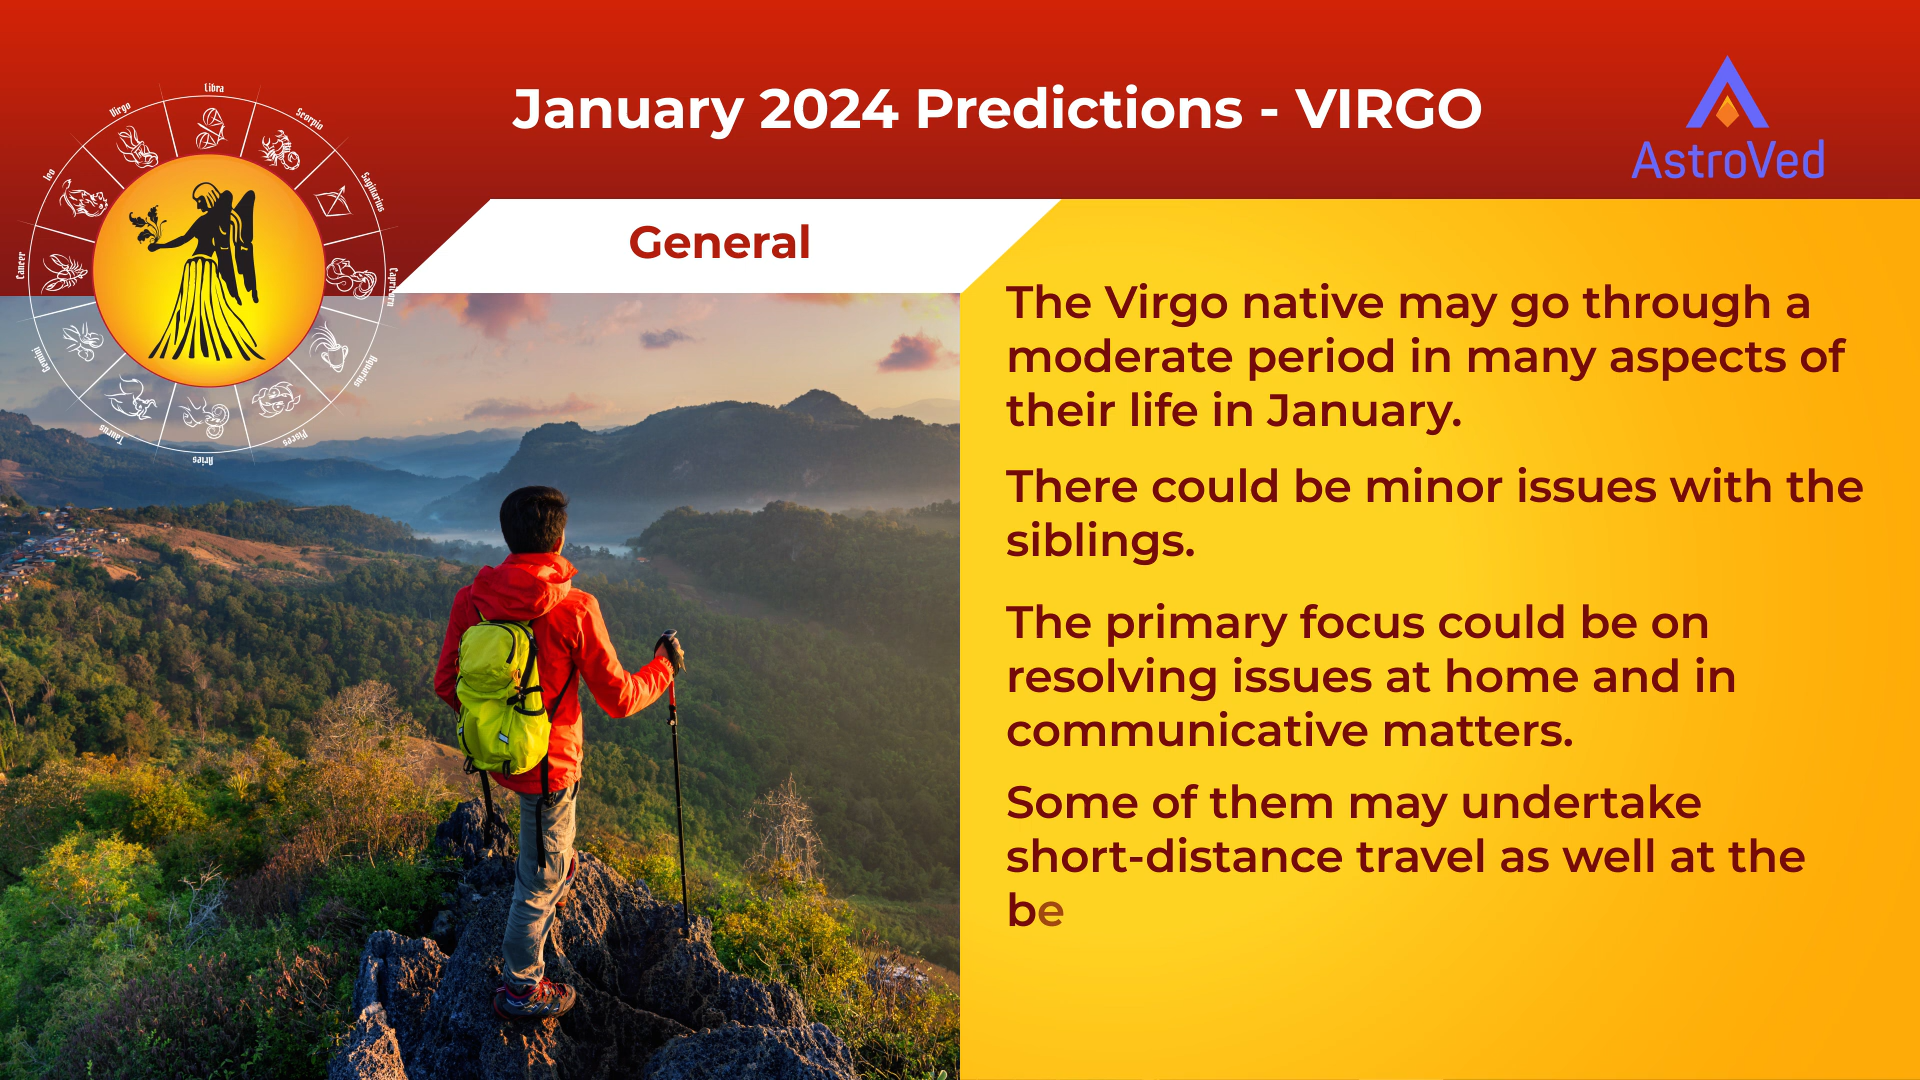 January 2024 Predictions - VIRGO
AstroVed
General
Libra
Virgo
Scorpio
Leo
Sagittarius
Cancer
Capricorn
Gemini
Aquarius
Taurus
Pisces
Aries
The Virgo native may go through a
moderate period in many aspects of
their life in January.
There could be minor issues with the
siblings.
The primary focus could be on
resolving issues at home and in
communicative matters.
Some of them may undertake
short-distance travel as well at the
be